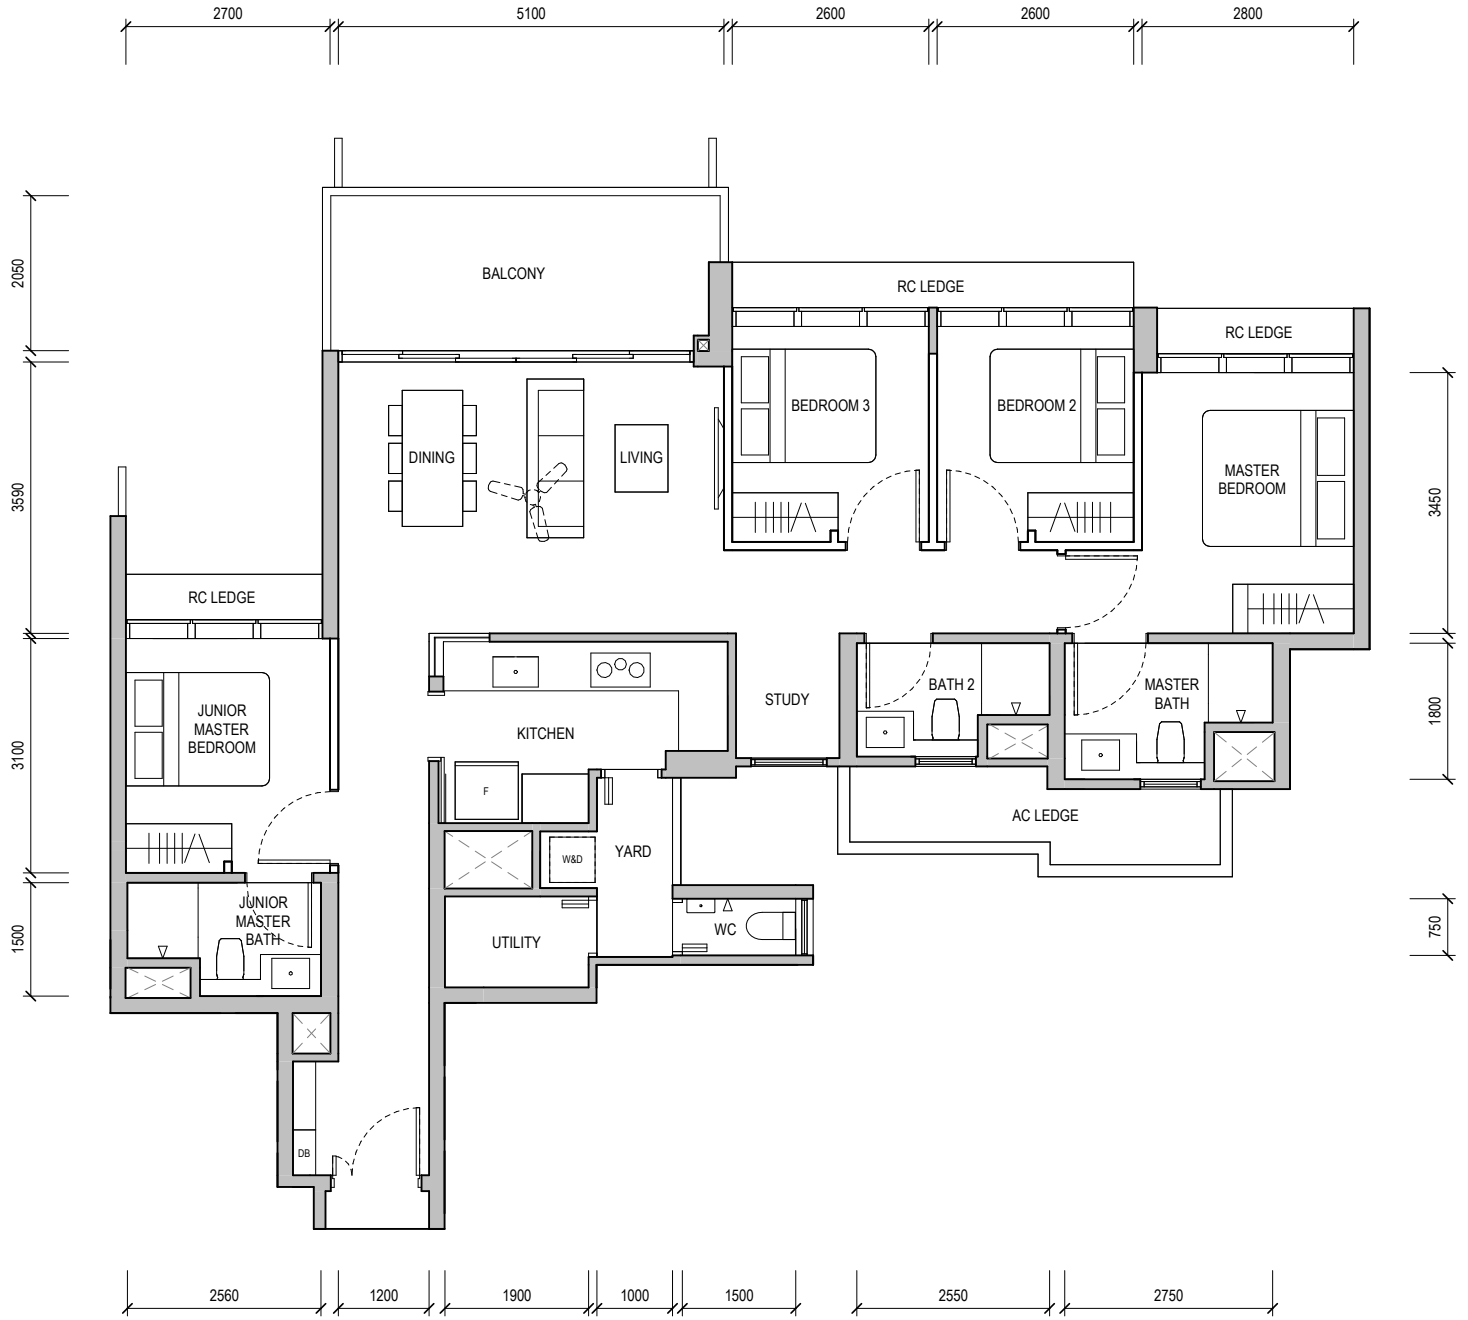 2700
5100
2600
2600
2800
2050
BALCONY
RC LEDGE
RC LEDGE
3590
DINING
LIVING
BEDROOM 3
BEDROOM 2
MASTER
BEDROOM
3450
RC LEDGE
3100
JUNIOR
MASTER
BEDROOM
KITCHEN
STUDY
BATH 2
MASTER
BATH
1800
F
AC LEDGE
W&D
YARD
1500
JUNIOR
MASTER
BATH
UTILITY
WC
750
DB
2560
1200
1900
1000
1500
2550
2750